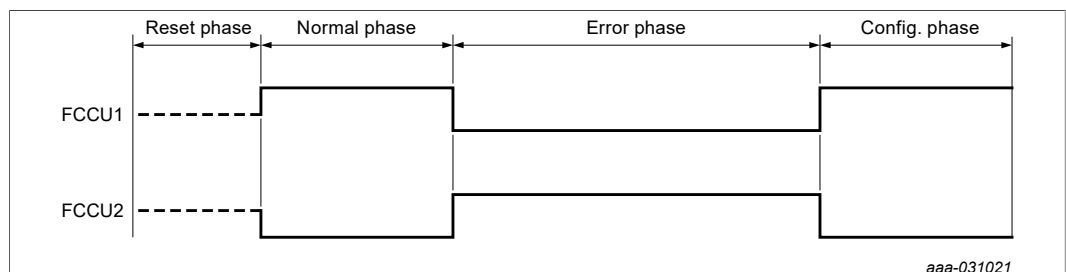 Reset phase Normal phase Error phase Config. phase
FCCU1
FCCU2
aaa-031021